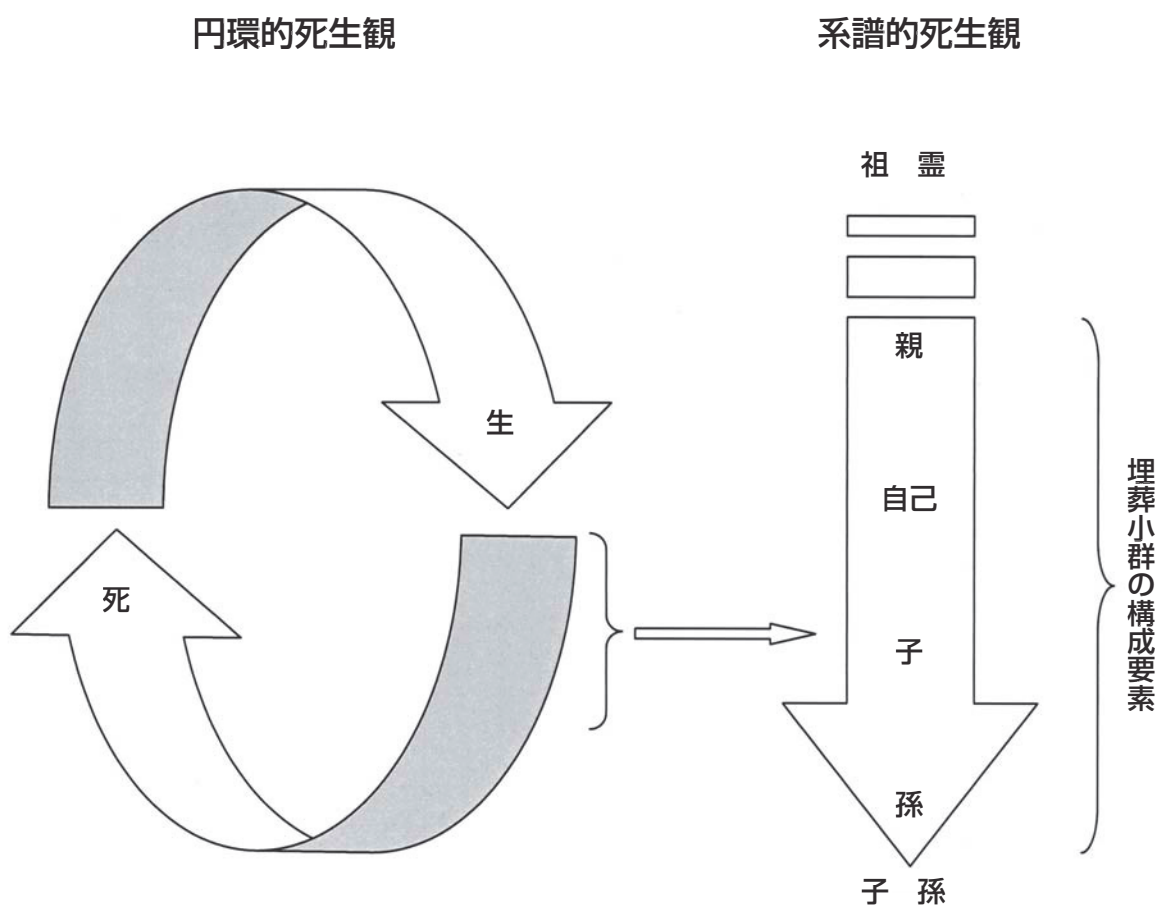 円環的死生観
系譜的死生観
生
死
祖 霊
親
自己
子
孫
子 孫
埋葬小群の構成要素